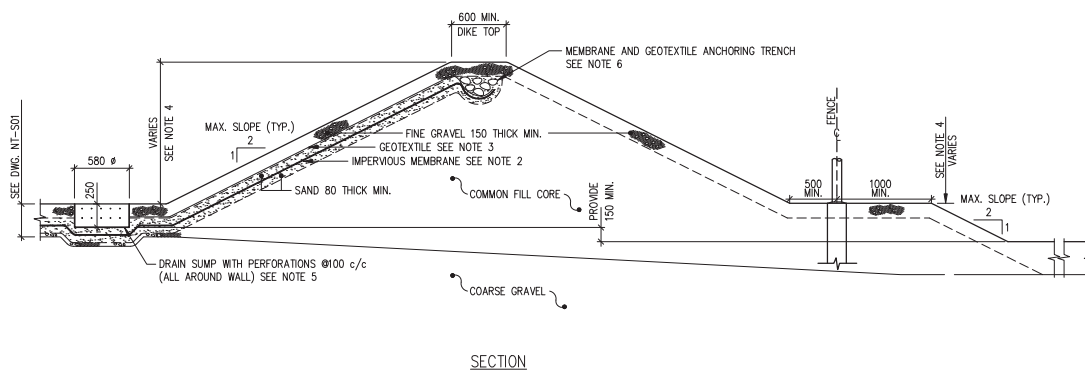 600 MIN.
DIKE TOP
MEMBRANE AND GEOTEXTILE ANCHORING TRENCH
SEE NOTE 6
SEE DWG. NT-S01
VARIES
SEE NOTE 4
580 ø
250
MAX. SLOPE (TYP.)
2
1
FINE GRAVEL 150 THICK MIN.
GEOTEXTILE SEE NOTE 3
IMPERVIOUS MEMBRANE SEE NOTE 2
SAND 80 THICK MIN.
COMMON FILL CORE
PROVIDE
150 MIN.
FENCE
℄
500
MIN.
1000
MIN.
SEE NOTE 4
VARIES
MAX. SLOPE (TYP.)
2
1
DRAIN SUMP WITH PERFORATIONS @100 c/c
(ALL AROUND WALL) SEE NOTE 5
COARSE GRAVEL
SECTION